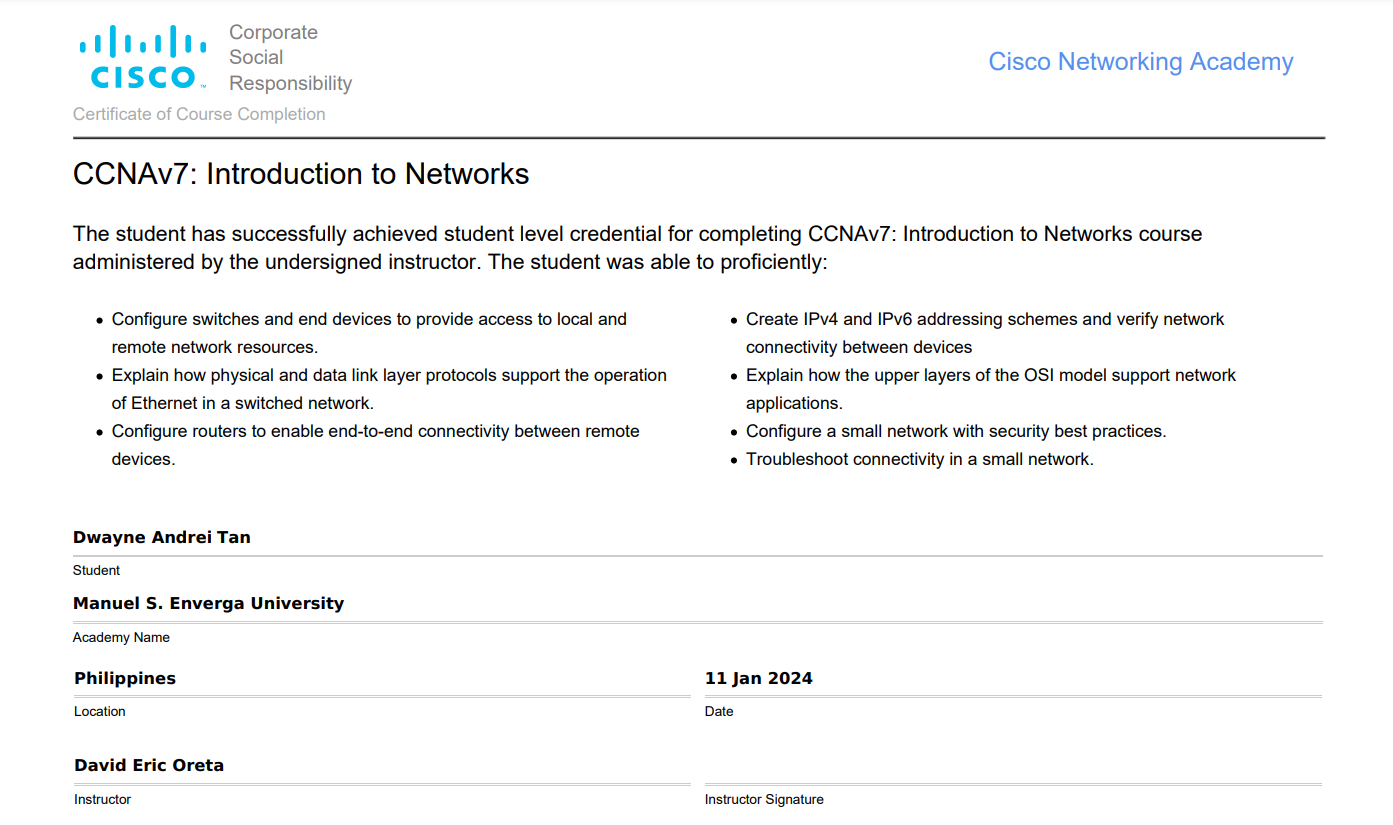 CISCO
Corporate
Social
Responsibility
Cisco Networking Academy
Certificate of Course Completion
CCNAv7: Introduction to Networks
The student has successfully achieved student level credential for completing CCNAv7: Introduction to Networks course
administered by the undersigned instructor. The student was able to proficiently:
• Configure switches and end devices to provide access to local and
remote network resources.
• Explain how physical and data link layer protocols support the operation
of Ethernet in a switched network.
• Configure routers to enable end-to-end connectivity between remote
devices.
• Create IPv4 and IPv6 addressing schemes and verify network
connectivity between devices
• Explain how the upper layers of the OSI model support network
applications.
• Configure a small network with security best practices.
• Troubleshoot connectivity in a small network.
Dwayne Andrei Tan
Student
Manuel S. Enverga University
Academy Name
Philippines
Location
11 Jan 2024
Date
David Eric Oreta
Instructor
Instructor Signature